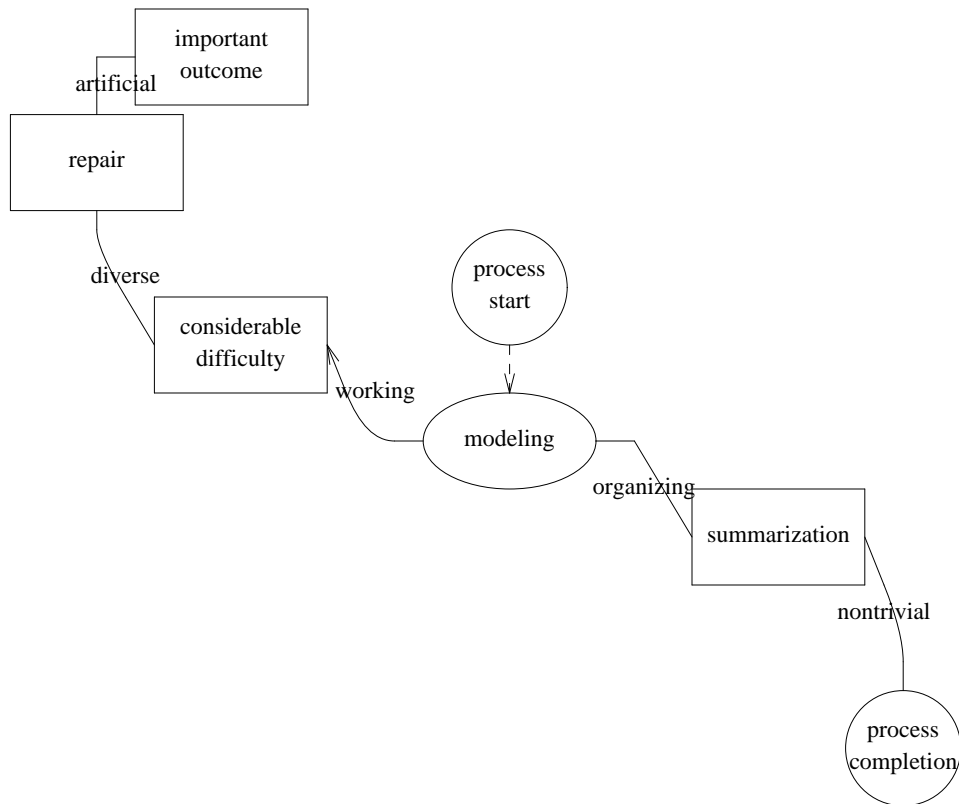 important
outcome
artificial
repair
process
start
diverse
considerable
difficulty
working
modeling
organizing
summarization
nontrivial
process
completion